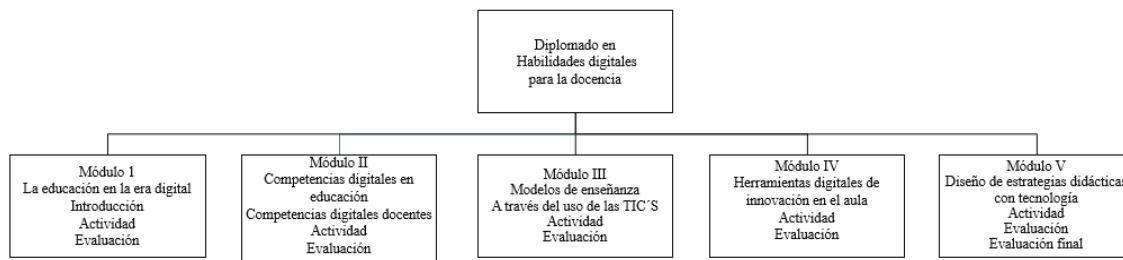 Diplomado en
Habilidades digitales
para la docencia
Módulo 1
La educación en la era digital
Introducción
Actividad
Evaluación
Módulo II
Competencias digitales en
educación
Competencias digitales docentes
Actividad
Evaluación
Módulo III
Modelos de enseñanza
A través del uso de las TIC´S
Actividad
Evaluación
Módulo IV
Herramientas digitales de
innovación en el aula
Actividad
Evaluación
Módulo V
Diseño de estrategias didácticas
con tecnología
Actividad
Evaluación
Evaluación final